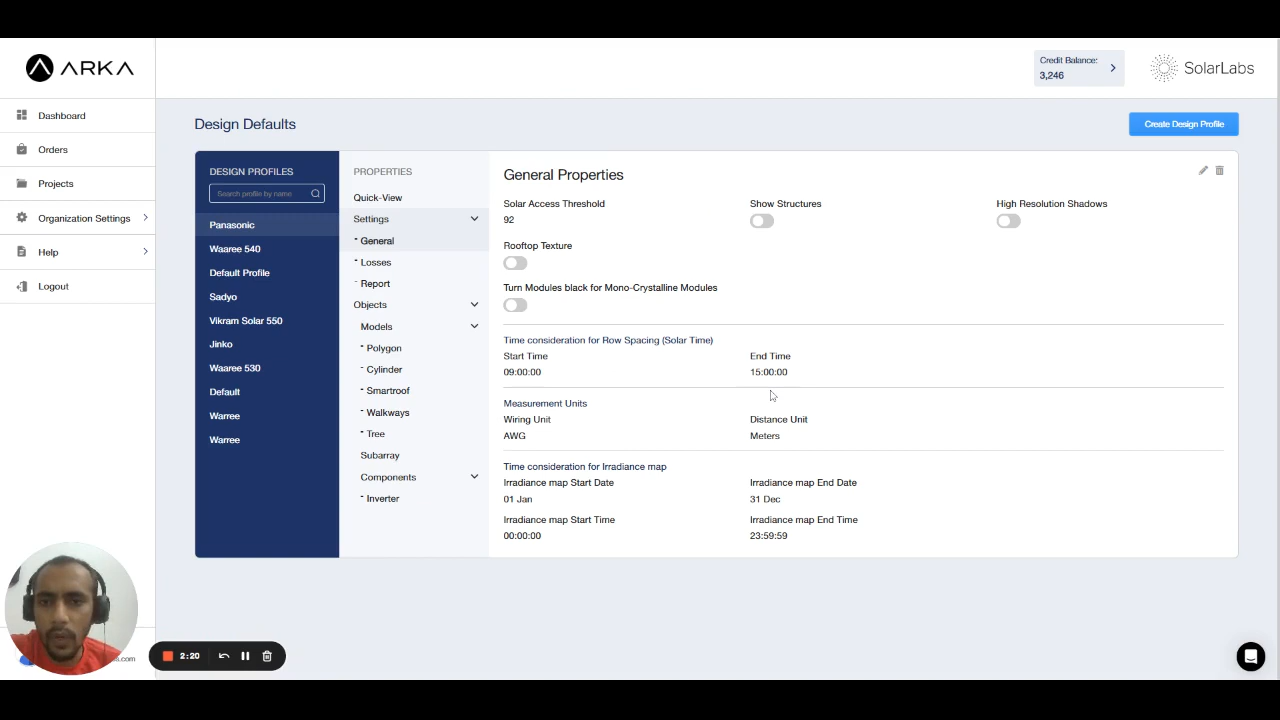 ARKA
Credit Balance:
3,246
SolarLabs
Dashboard
Orders
Projects
Organization Settings
Help
Logout
Design Defaults
Create Design Profile
DESIGN PROFILES
Search profile by name
Panasonic
Waaree 540
Default Profile
Sadyo
Vikram Solar 550
Jinko
Waaree 530
Default
Warree
Warree
PROPERTIES
Quick-View
Settings
- General
- Losses
- Report
Objects
Models
- Polygon
- Cylinder
- Smartroof
- Walkways
- Tree
Subarray
Components
- Inverter
General Properties
Solar Access Threshold
92
Show Structures
High Resolution Shadows
Rooftop Texture
Turn Modules black for Mono-Crystalline Modules
Time consideration for Row Spacing (Solar Time)
Start Time
09:00:00
End Time
15:00:00
Measurement Units
Wiring Unit
AWG
Distance Unit
Meters
Time consideration for Irradiance map
Irradiance map Start Date
01 Jan
Irradiance map End Date
31 Dec
Irradiance map Start Time
00:00:00
Irradiance map End Time
23:59:59
2:20